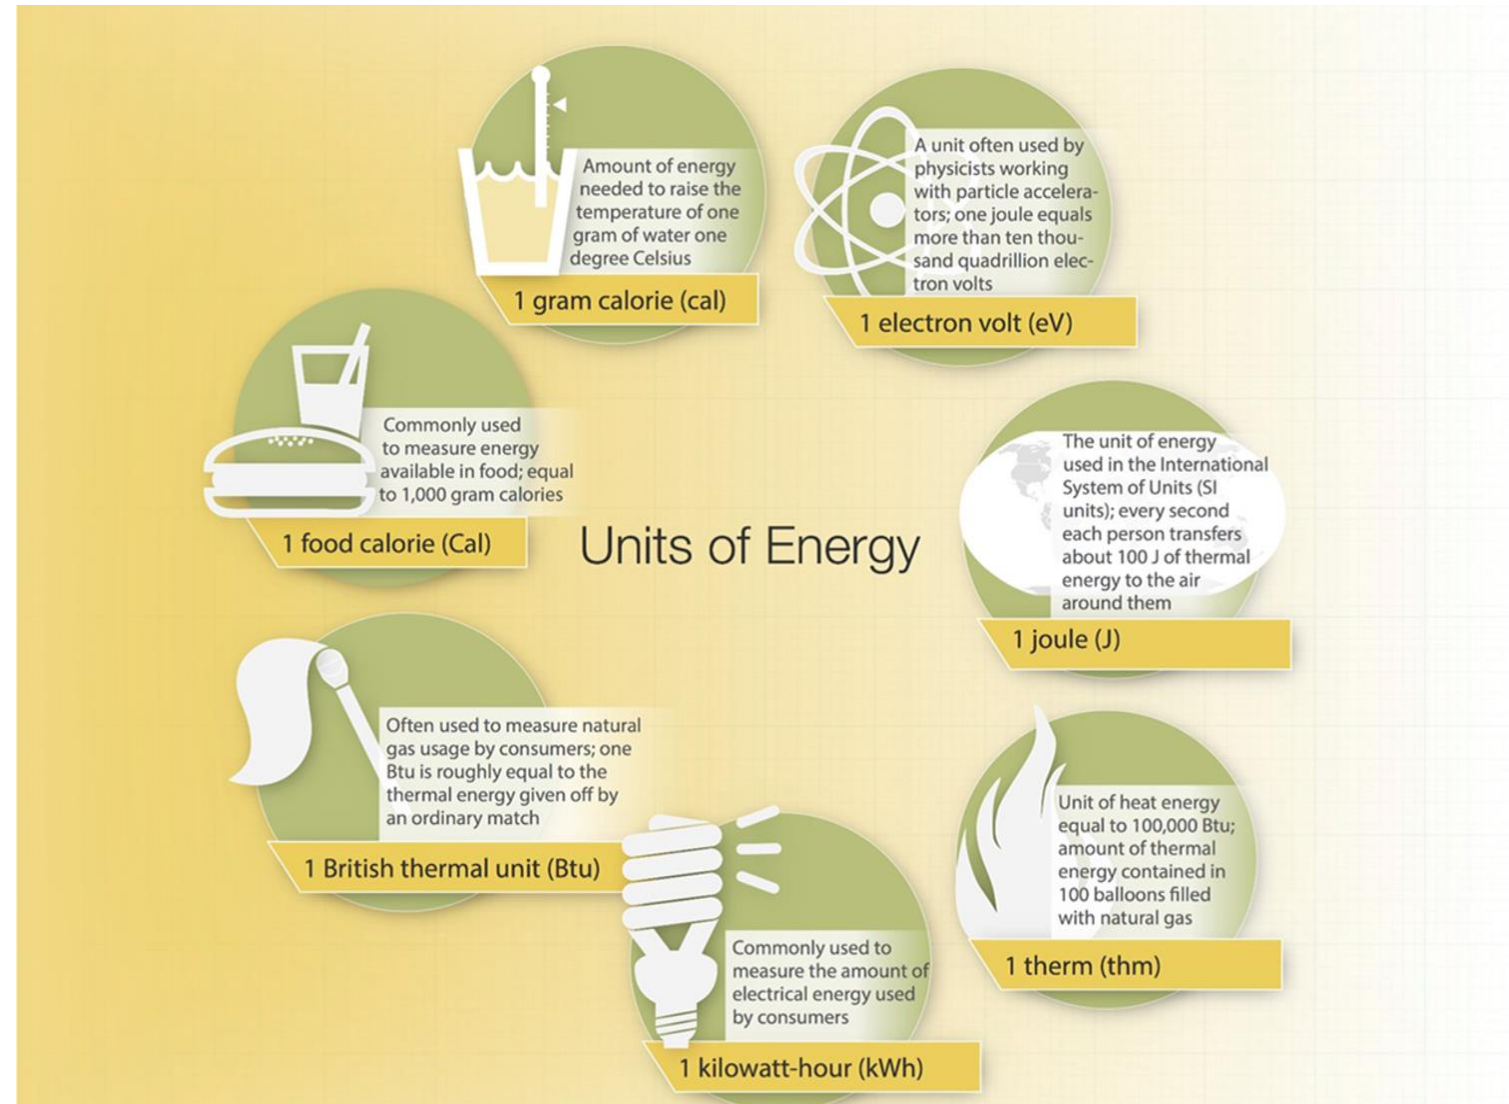 Amount of energy
needed to raise the
temperature of one
gram of water one
degree Celsius
1 gram calorie (cal)
A unit often used by
physicists working
with particle accelera-
tors; one joule equals
more than ten thou-
sand quadrillion elec-
tron volts
1 electron volt (eV)
Commonly used
to measure energy
available in food; equal
to 1,000 gram calories
1 food calorie (Cal)
Units of Energy
The unit of energy
used in the International
System of Units (SI
units); every second
each person transfers
about 100 J of thermal
energy to the air
around them
1 joule (J)
Often used to measure natural
gas usage by consumers; one
Btu is roughly equal to the
thermal energy given off by
an ordinary match
1 British thermal unit (Btu)
Unit of heat energy
equal to 100,000 Btu;
amount of thermal
energy contained in
100 balloons filled
with natural gas
1 therm (thm)
Commonly used to
measure the amount of
electrical energy used
by consumers
1 kilowatt-hour (kWh)